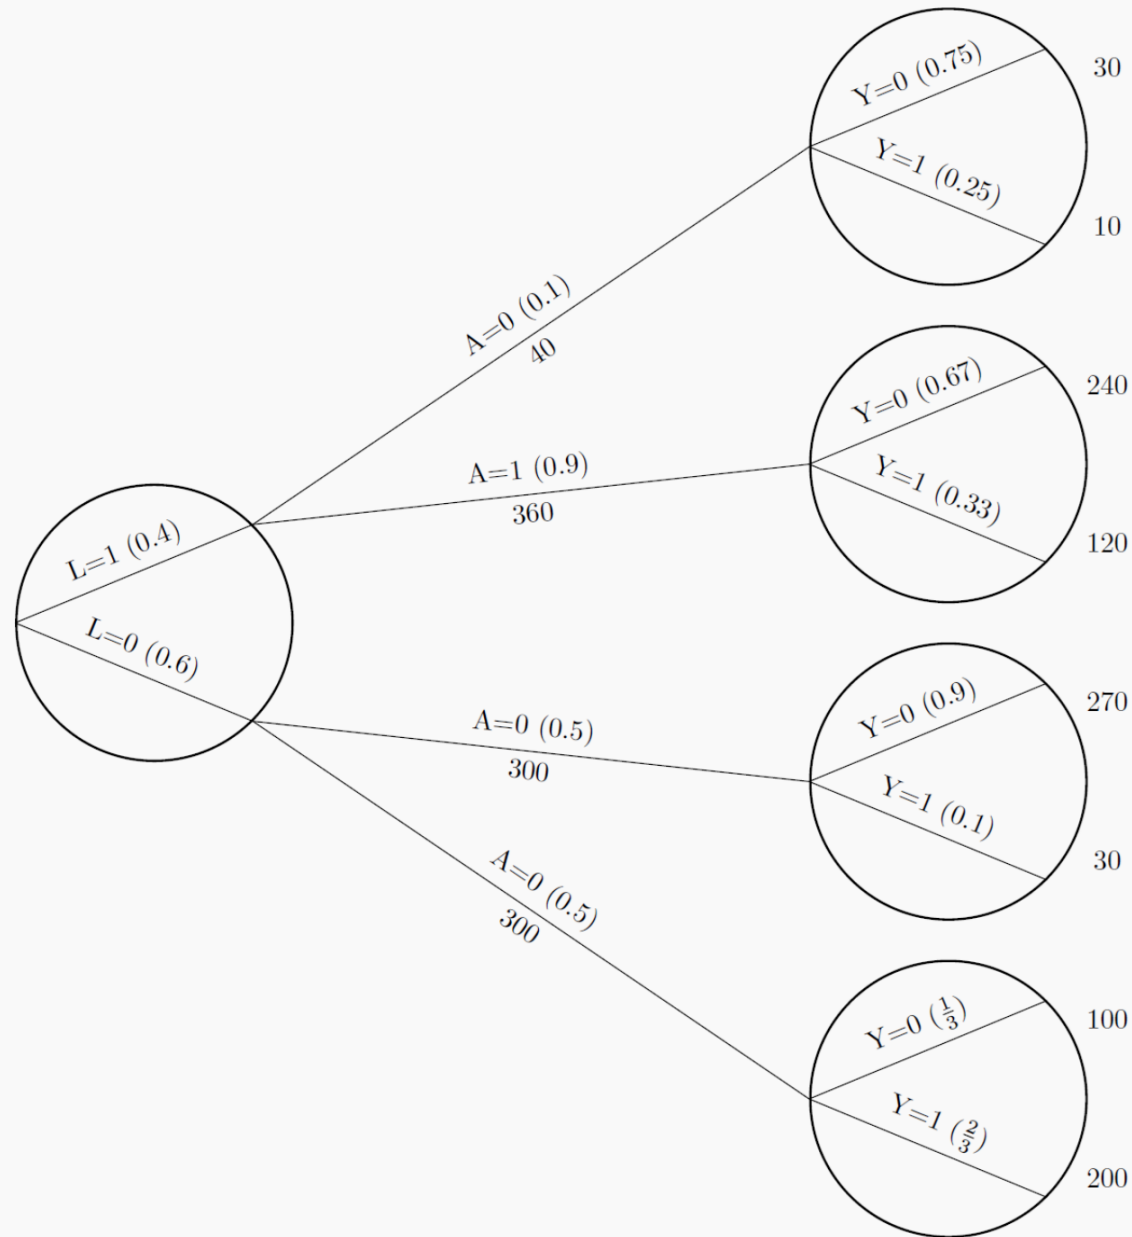 Y=0 (0.75)
30
Y=1 (0.25)
10
A=0 (0.1)
40
Y=0 (0.67)
240
Y=1 (0.33)
120
A=1 (0.9)
360
L=1 (0.4)
L=0 (0.6)
A=0 (0.5)
300
Y=0 (0.9)
270
Y=1 (0.1)
30
A=0 (0.5)
300
Y=0 (1/3)
100
Y=1 (2/3)
200